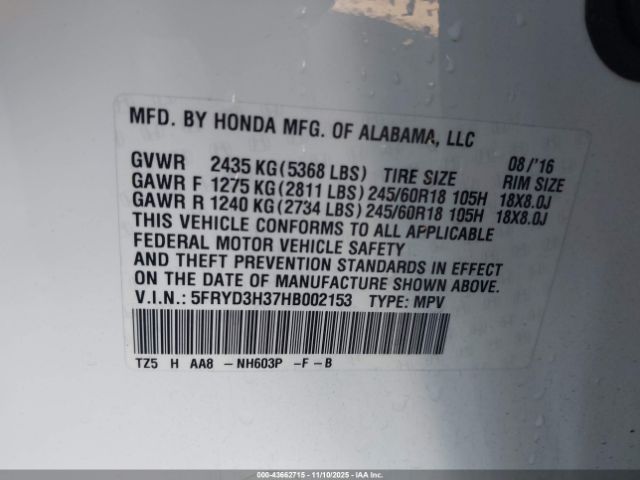 MFD. BY HONDA MFG. OF ALABAMA, LLC
GVWR 2435 KG(5368 LBS) TIRE SIZE 08/'16 RIM SIZE
GAWR F 1275 KG(2811 LBS) 245/60R18 105H 18X8.0J
GAWR R 1240 KG(2734 LBS) 245/60R18 105H 18X8.0J
THIS VEHICLE CONFORMS TO ALL APPLICABLE
FEDERAL MOTOR VEHICLE SAFETY
AND THEFT PREVENTION STANDARDS IN EFFECT
ON THE DATE OF MANUFACTURE SHOWN ABOVE.
V.I.N.: 5FRYD3H37HB002153 TYPE: MPV
TZ5 H AA8 -NH603P -F-B
000-43662715 - 11/10/2025 - IAAI.COM